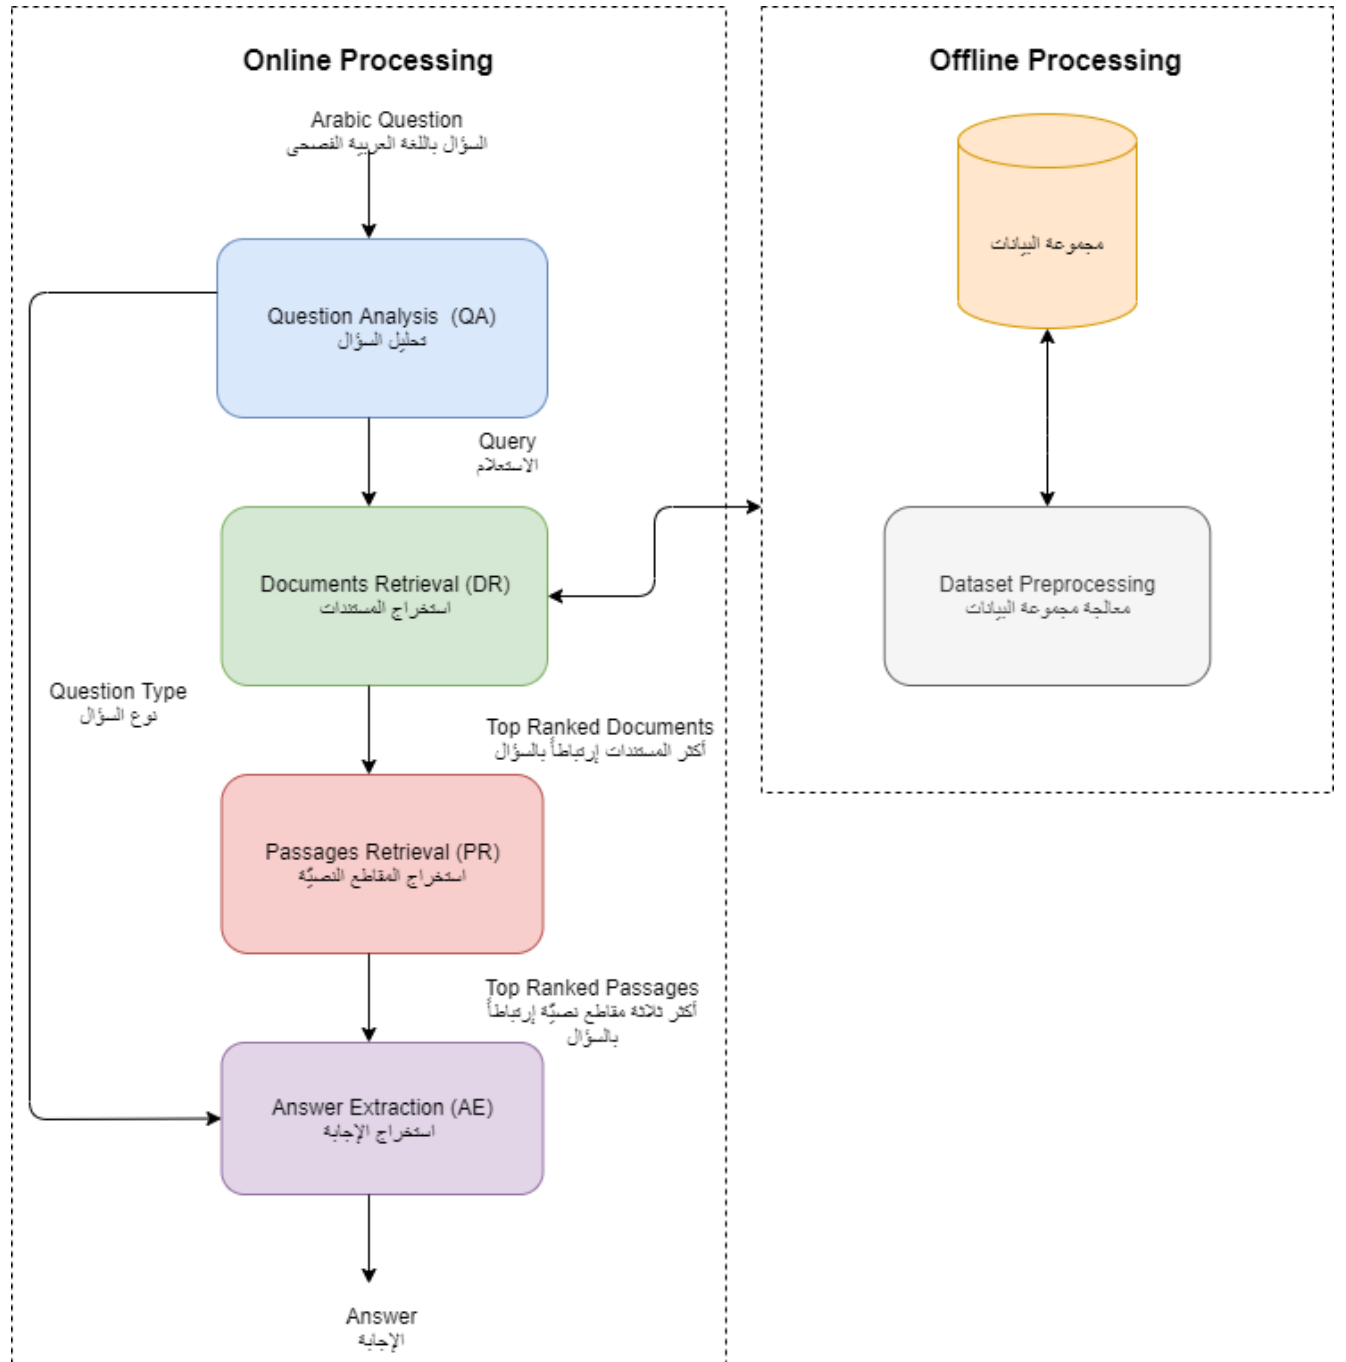 Online Processing
Arabic Question
السؤال باللغة العربية الفصحى
Question Analysis (QA)
تحليل السؤال
Query
الاستعلام
Documents Retrieval (DR)
استخراج المستندات
Question Type
نوع السؤال
Top Ranked Documents
أكثر المستندات إرتباطاً بالسؤال
Passages Retrieval (PR)
استخراج المقاطع النصيّة
Top Ranked Passages
أكثر ثلاثة مقاطع نصيّة إرتباطاً
بالسؤال
Answer Extraction (AE)
استخراج الإجابة
Answer
الإجابة
Offline Processing
مجموعة البيانات
Dataset Preprocessing
معالجة مجموعة البيانات